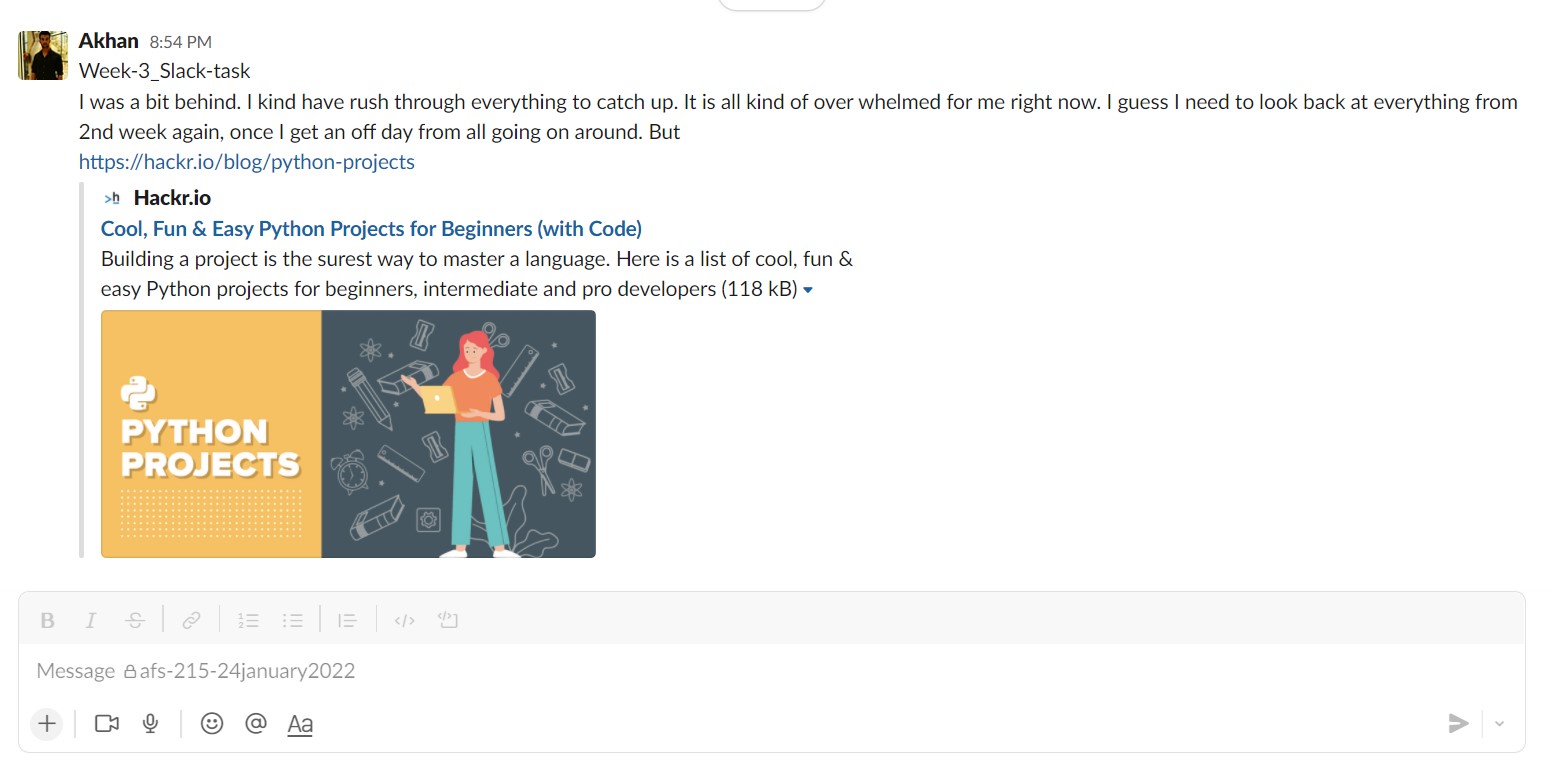 Akhan 8:54 PM
Week-3_Slack-task
I was a bit behind. I kind have rush through everything to catch up. It is all kind of over whelmed for me right now. I guess I need to look back at everything from
2nd week again, once I get an off day from all going on around. But
https://hackr.io/blog/python-projects
>h Hackr.io
Cool, Fun & Easy Python Projects for Beginners (with Code)
Building a project is the surest way to master a language. Here is a list of cool, fun &
easy Python projects for beginners, intermediate and pro developers (118 kB)
PYTHON
PROJECTS
Message afs-215-24january2022
Aa